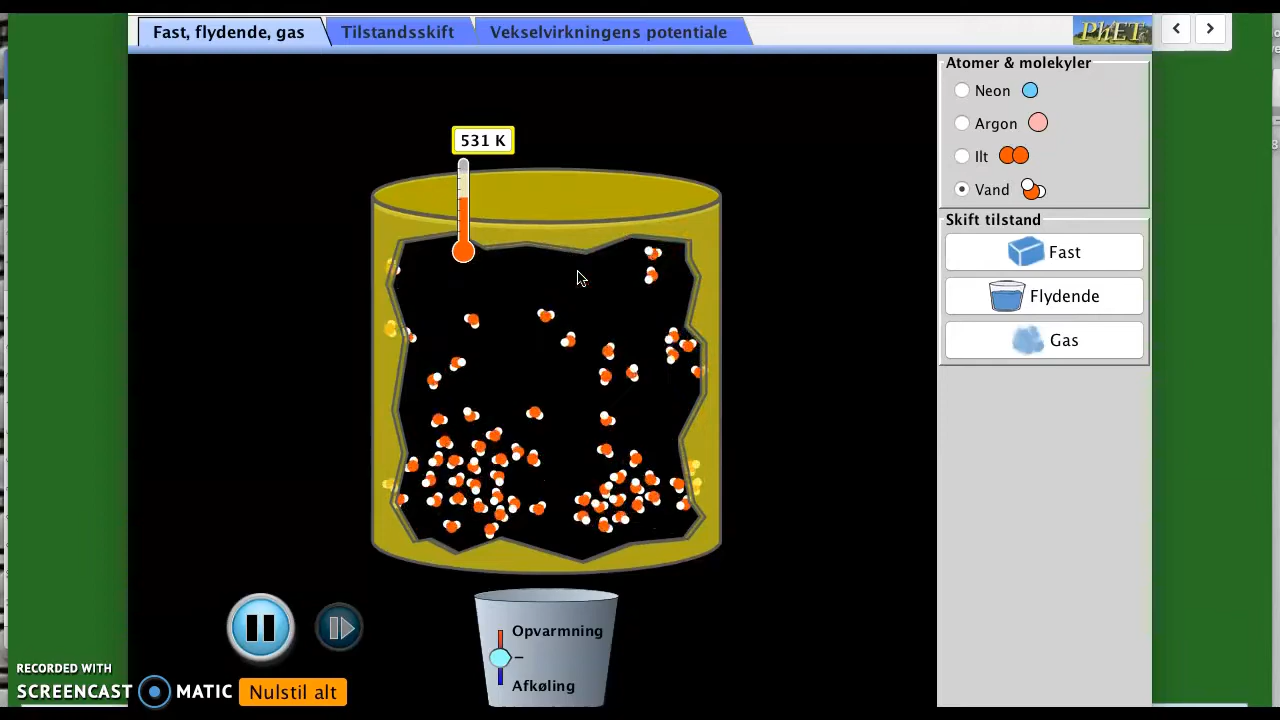 Fast, flydende, gas
Tilstandsskift
Vekselvirkningens potentiale
PhET
Atomer & molekyler
Neon
Argon
Ilt
Vand
Skift tilstand
Fast
Flydende
Gas
531 K
Opvarmning
Afkøling
RECORDED WITH
SCREENCAST MATIC
Nulstil alt